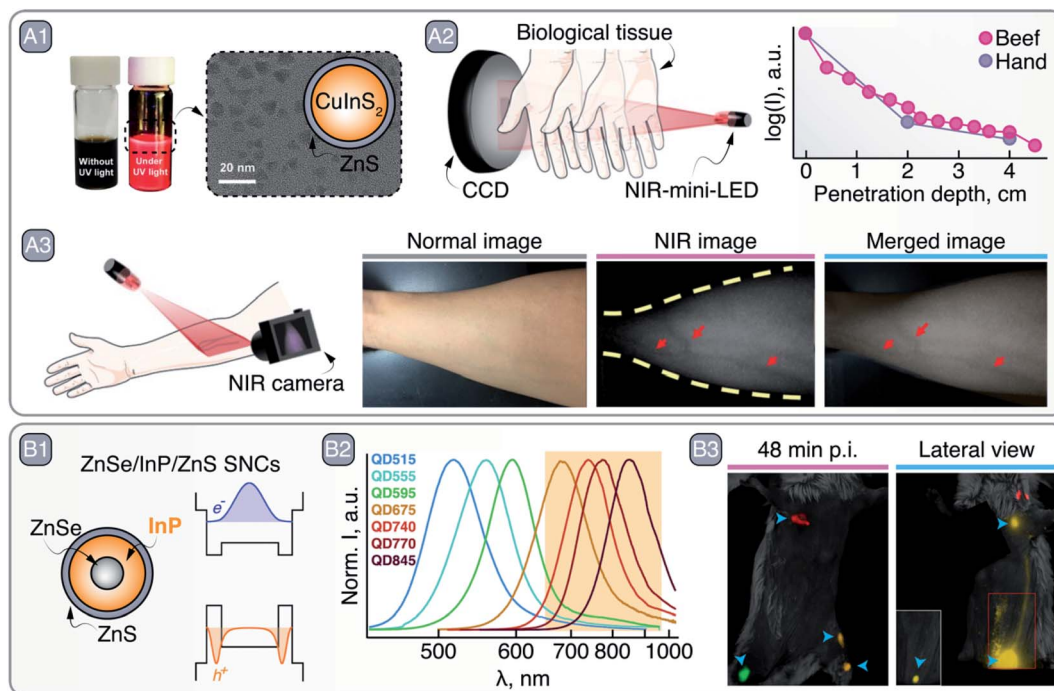 A1
Without
UV light
Under
UV light
20 nm
CuInS₂
ZnS
A2
Biological tissue
CCD
NIR-mini-LED
log(I), a.u.
Beef
Hand
0 1 2 3 4
Penetration depth, cm
A3
NIR camera
Normal image
NIR image
Merged image
B1
ZnSe/InP/ZnS SNCs
ZnSe
InP
ZnS
e⁻
h⁺
B2
Norm. I, a.u.
QD515
QD555
QD595
QD675
QD740
QD770
QD845
500 600 700 800 1000
λ, nm
B3
48 min p.i.
Lateral view